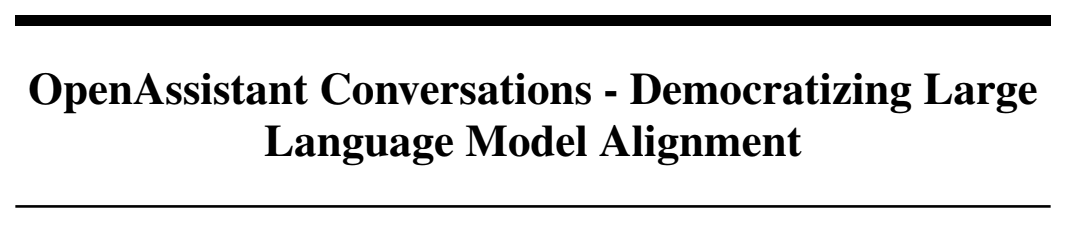 OpenAssistant Conversations - Democratizing Large
Language Model Alignment